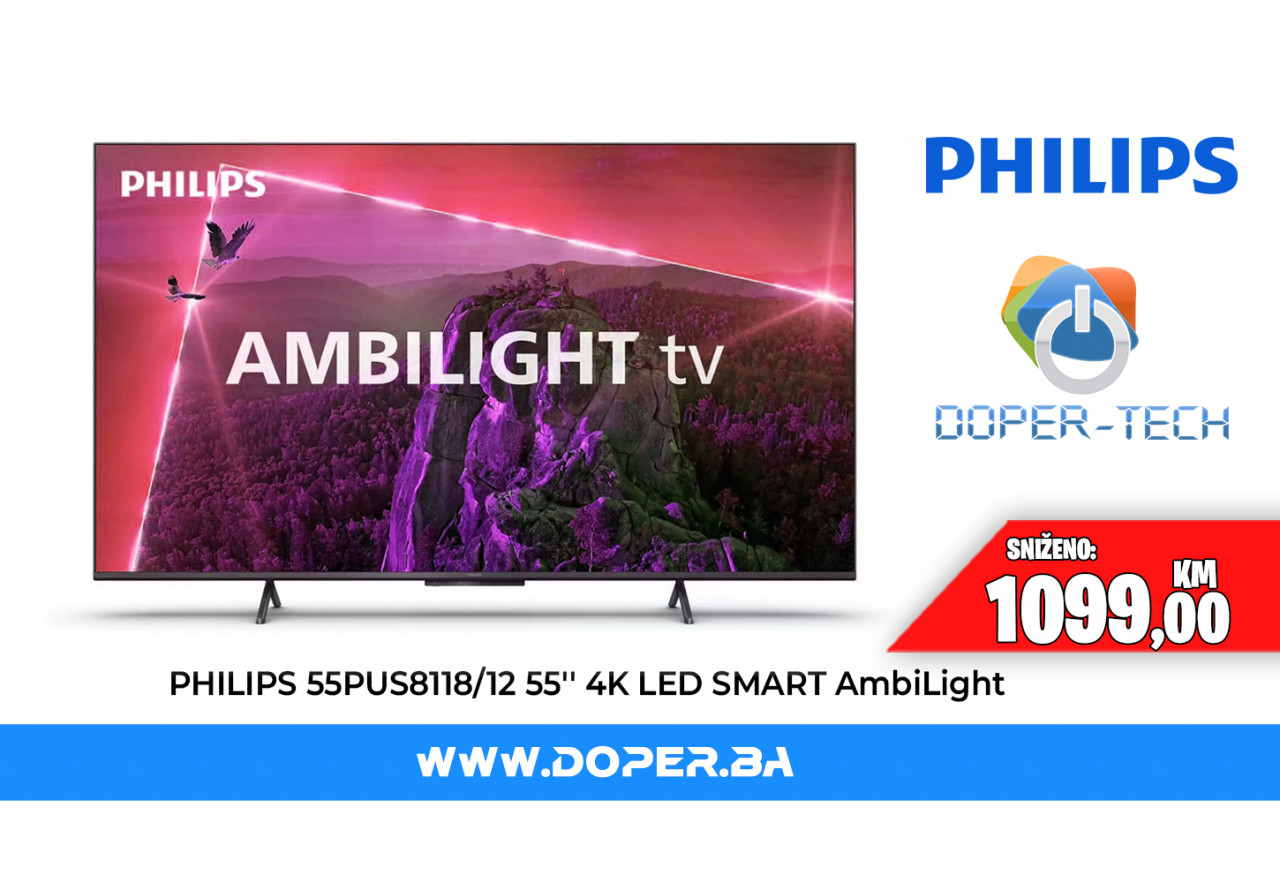 PHILIPS
PHILIPS
AMBILIGHT tv
DOPER-TECH
SNIŽENO:
1099,00 KM
PHILIPS 55PUS8118/12 55'' 4K LED SMART AmbiLight
WWW.DOPER.BA